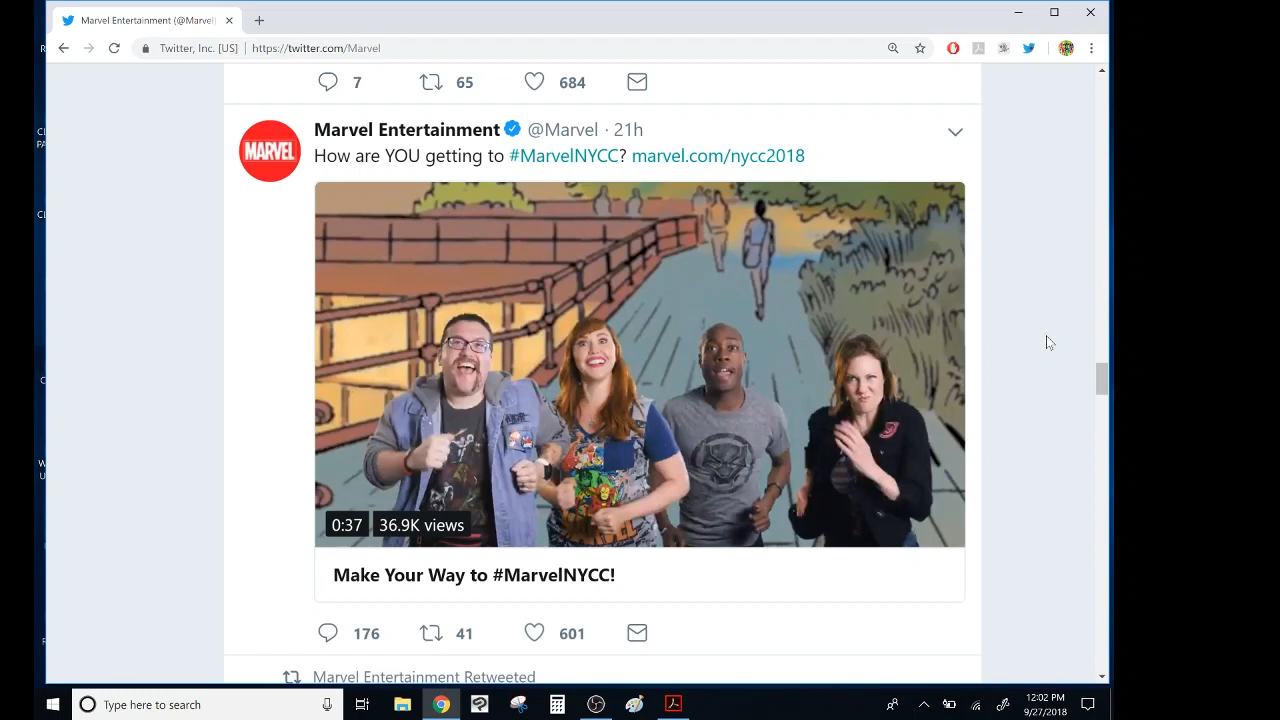 Marvel Entertainment (@Marvel)
Twitter, Inc. [US]
https://twitter.com/Marvel
7
65
684
Marvel Entertainment @Marvel · 21h
MARVEL
How are YOU getting to #MarvelNYCC? marvel.com/nycc2018
0:37 36.9K views
Make Your Way to #MarvelNYCC!
176
41
601
Marvel Entertainment Retweeted
Type here to search
12:02 PM
9/27/2018